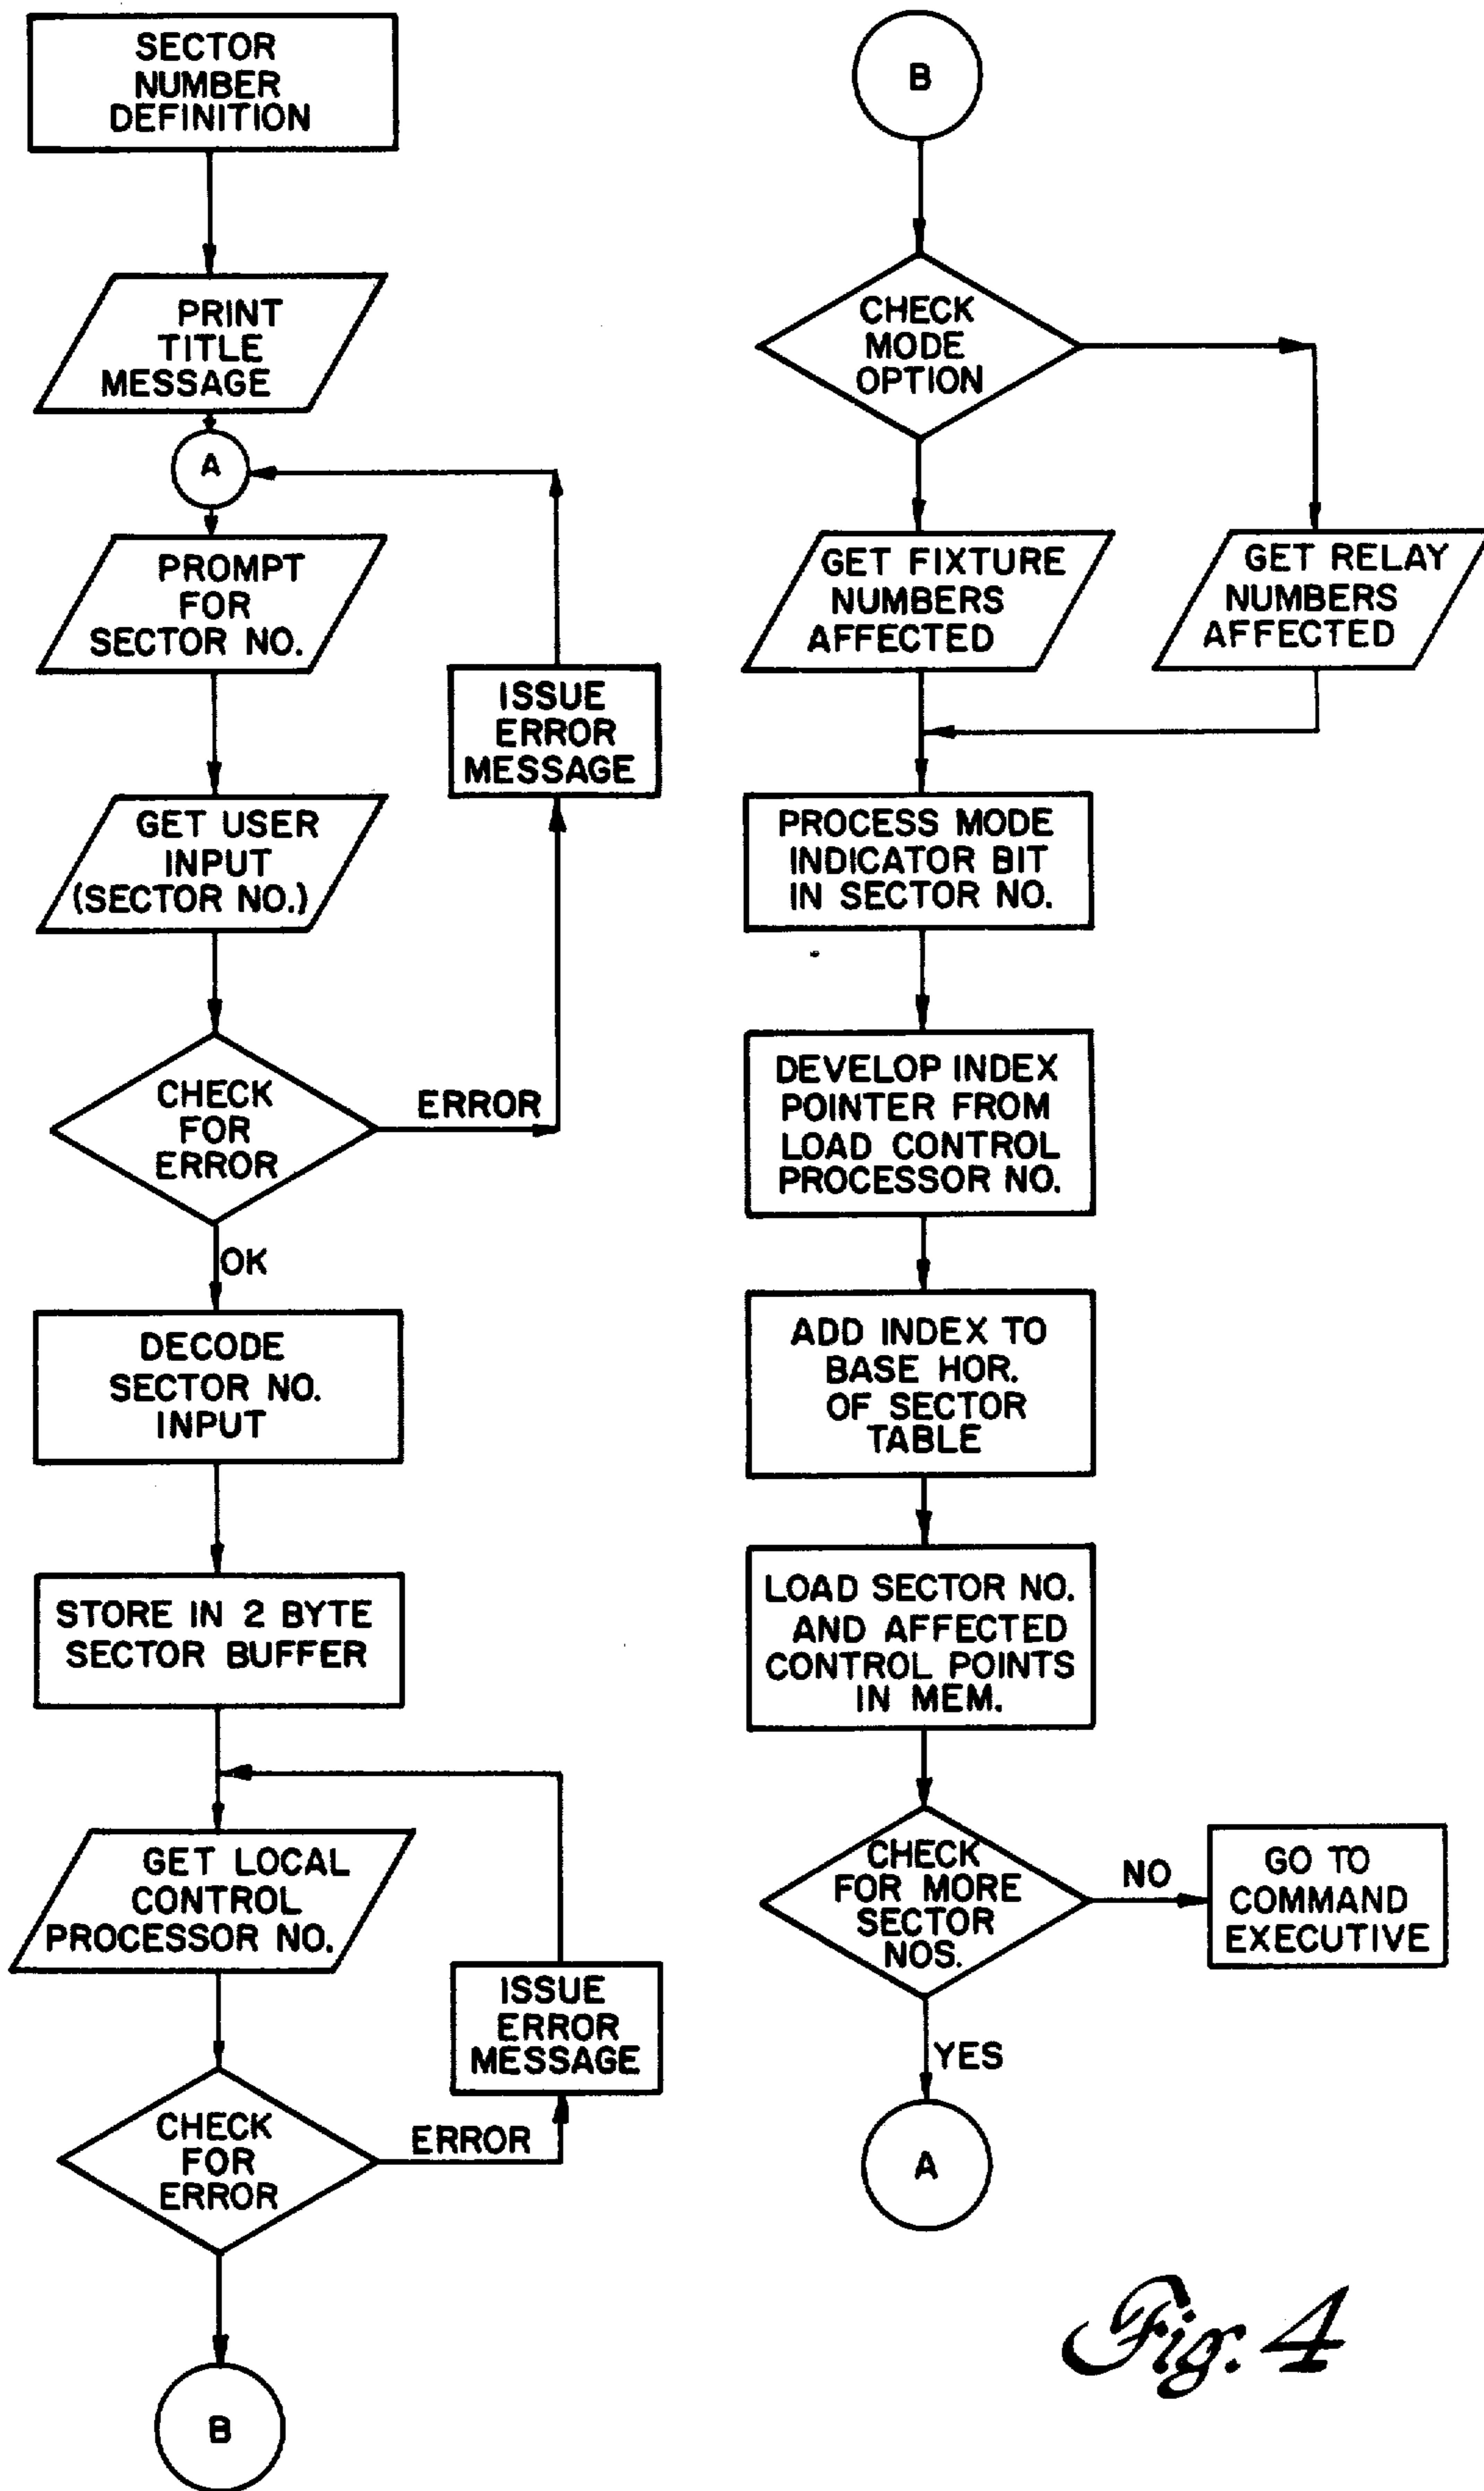 SECTOR
NUMBER
DEFINITION
PRINT
TITLE
MESSAGE
A
PROMPT
FOR
SECTOR NO.
ISSUE
ERROR
MESSAGE
GET USER
INPUT
(SECTOR NO.)
CHECK
FOR
ERROR
ERROR
OK
DECODE
SECTOR NO.
INPUT
STORE IN 2 BYTE
SECTOR BUFFER
GET LOCAL
CONTROL
PROCESSOR NO.
ISSUE
ERROR
MESSAGE
CHECK
FOR
ERROR
ERROR
B
B
CHECK
MODE
OPTION
GET FIXTURE
NUMBERS
AFFECTED
GET RELAY
NUMBERS
AFFECTED
PROCESS MODE
INDICATOR BIT
IN SECTOR NO.
DEVELOP INDEX
POINTER FROM
LOAD CONTROL
PROCESSOR NO.
ADD INDEX TO
BASE HOR.
OF SECTOR
TABLE
LOAD SECTOR NO.
AND AFFECTED
CONTROL POINTS
IN MEM.
CHECK
FOR MORE
SECTOR
NOS.
NO
GO TO
COMMAND
EXECUTIVE
YES
A
Fig. 4